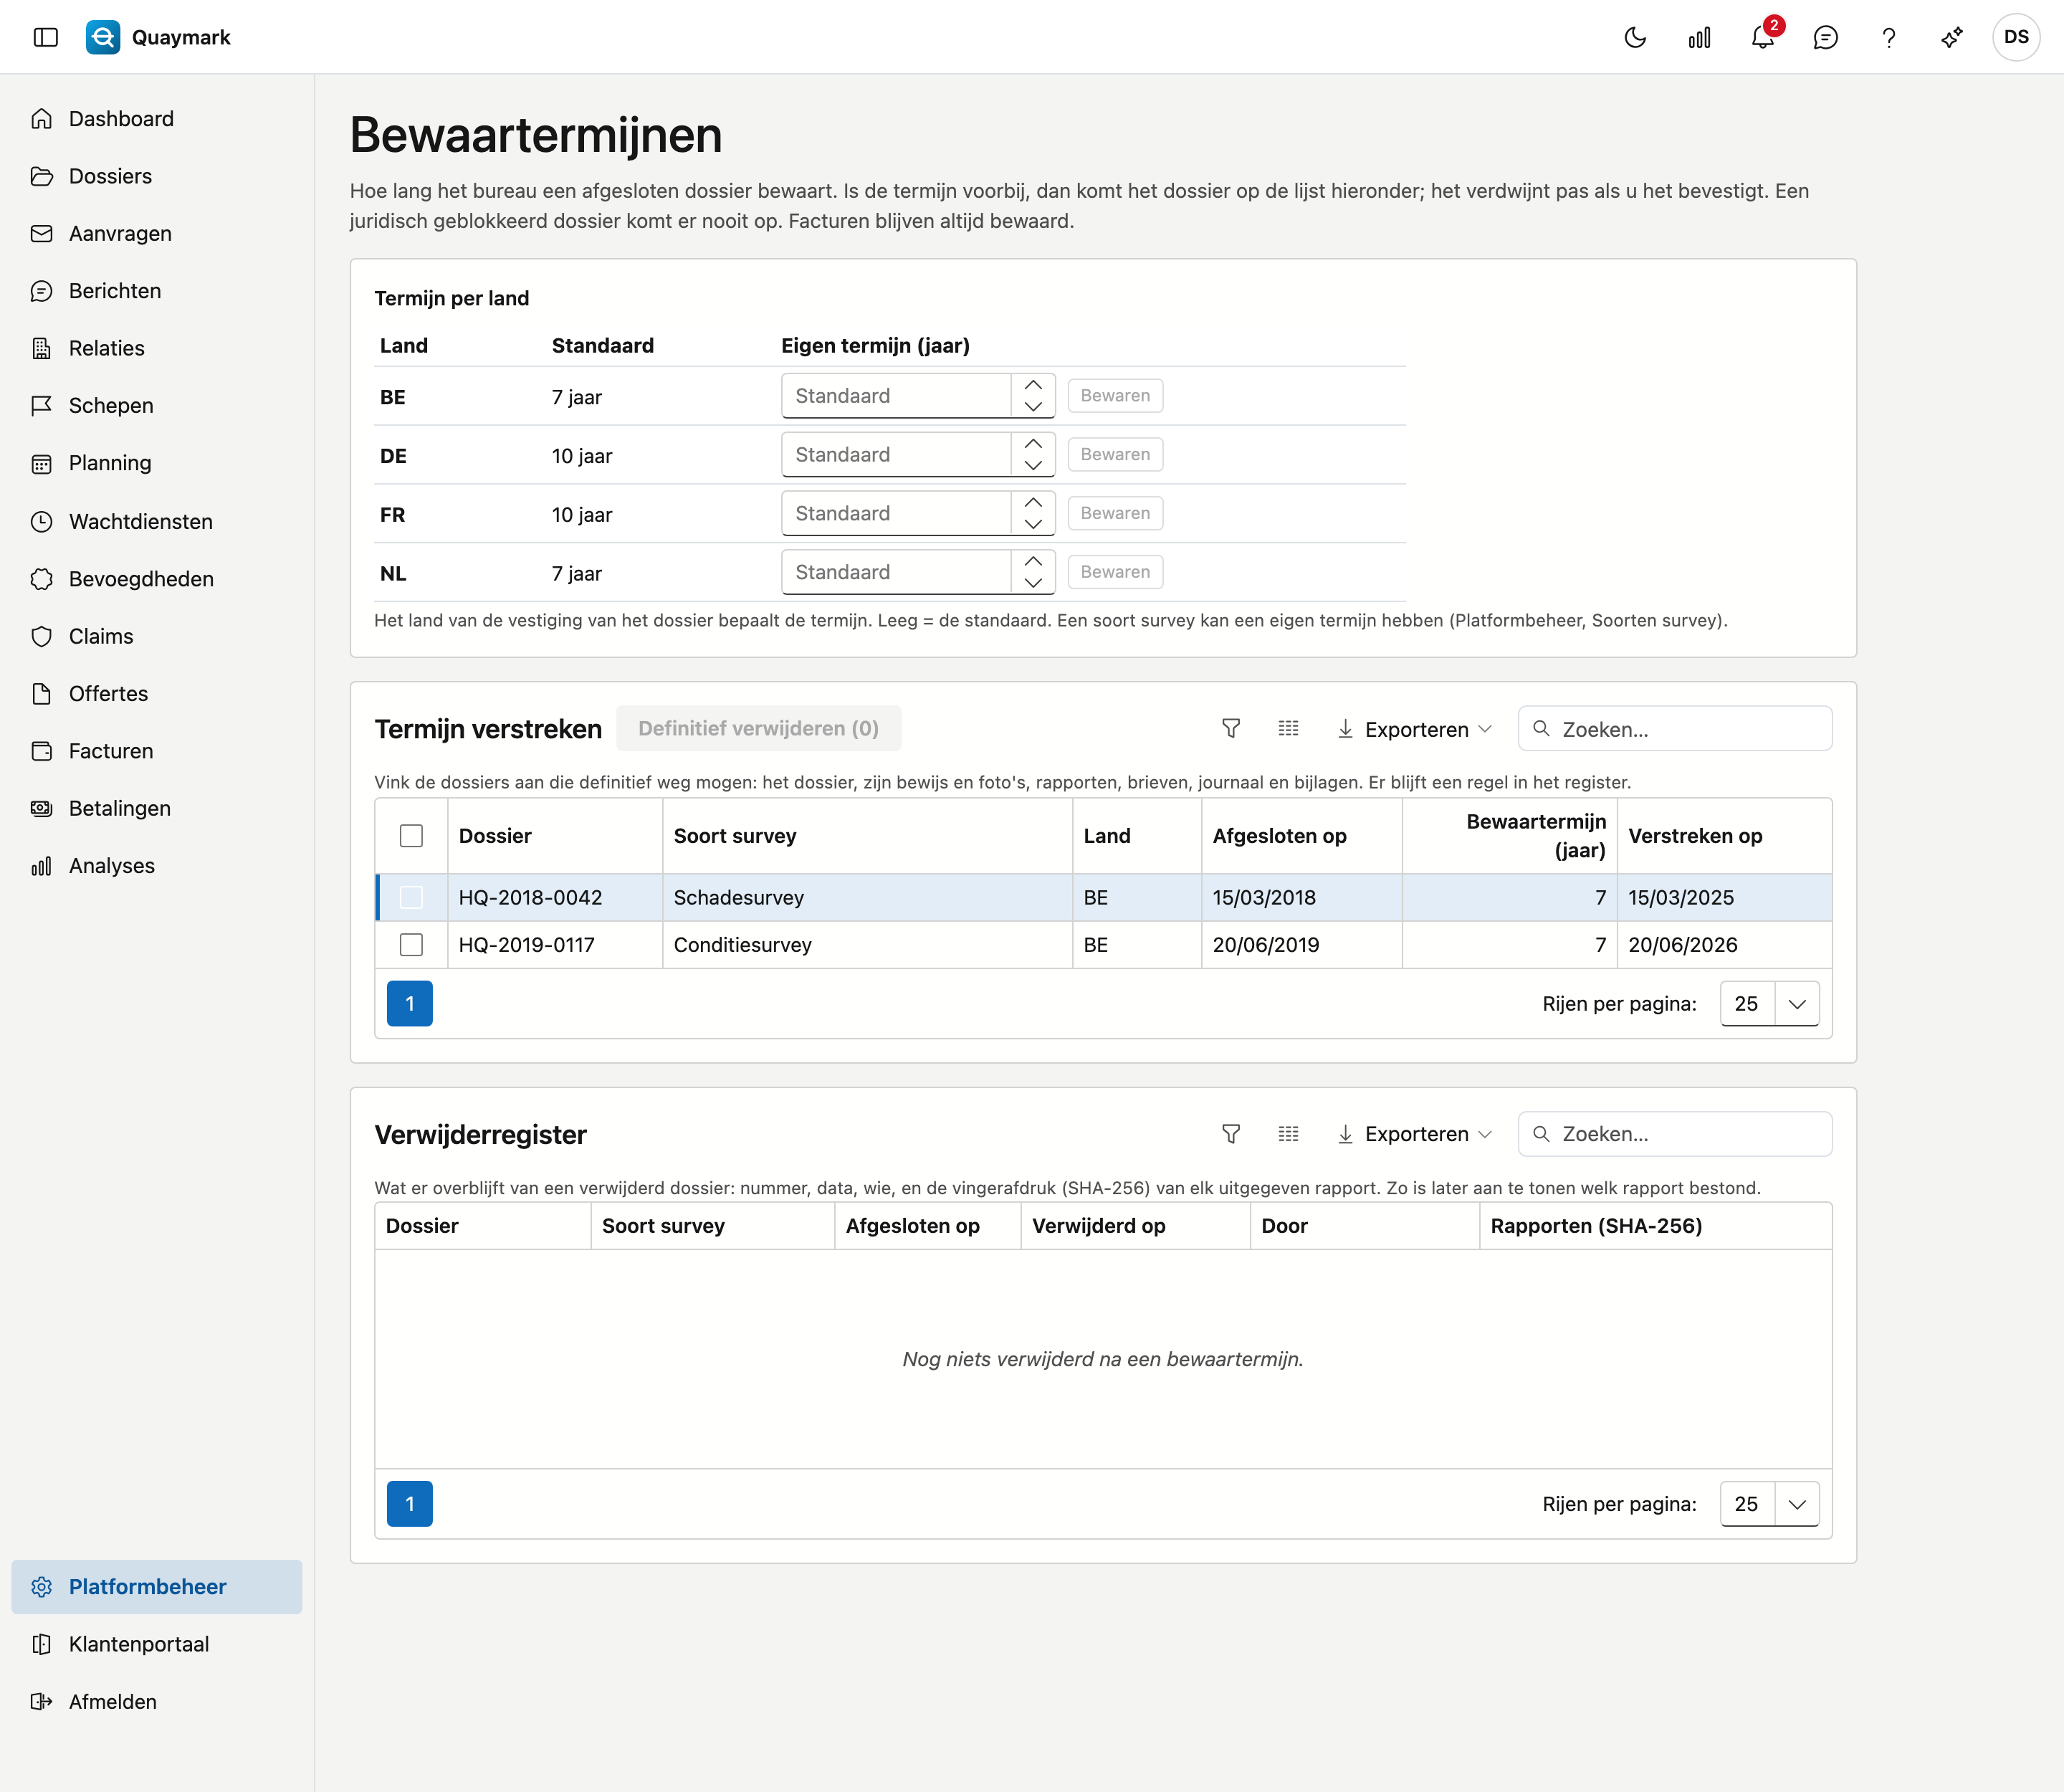 Quaymark
2
DS
Dashboard
Dossiers
Aanvragen
Berichten
Relaties
Schepen
Planning
Wachtdiensten
Bevoegdheden
Claims
Offertes
Facturen
Betalingen
Analyses
Platformbeheer
Klantenportaal
Afmelden
Bewaartermijnen
Hoe lang het bureau een afgesloten dossier bewaart. Is de termijn voorbij, dan komt het dossier op de lijst hieronder; het verdwijnt pas als u het bevestigt. Een
juridisch geblokkeerd dossier komt er nooit op. Facturen blijven altijd bewaard.
Termijn per land
Land Standaard Eigen termijn (jaar)
BE 7 jaar Standaard Bewaren
DE 10 jaar Standaard Bewaren
FR 10 jaar Standaard Bewaren
NL 7 jaar Standaard Bewaren
Het land van de vestiging van het dossier bepaalt de termijn. Leeg = de standaard. Een soort survey kan een eigen termijn hebben (Platformbeheer, Soorten survey).
Termijn verstreken Definitief verwijderen (0) Exporteren Zoeken...
Vink de dossiers aan die definitief weg mogen: het dossier, zijn bewijs en foto's, rapporten, brieven, journaal en bijlagen. Er blijft een regel in het register.
Dossier Soort survey Land Afgesloten op Bewaartermijn (jaar) Verstreken op
HQ-2018-0042 Schadesurvey BE 15/03/2018 7 15/03/2025
HQ-2019-0117 Conditiesurvey BE 20/06/2019 7 20/06/2026
1 Rijen per pagina: 25
Verwijderregister Exporteren Zoeken...
Wat er overblijft van een verwijderd dossier: nummer, data, wie, en de vingerafdruk (SHA-256) van elk uitgegeven rapport. Zo is later aan te tonen welk rapport bestond.
Dossier Soort survey Afgesloten op Verwijderd op Door Rapporten (SHA-256)
Nog niets verwijderd na een bewaartermijn.
1 Rijen per pagina: 25